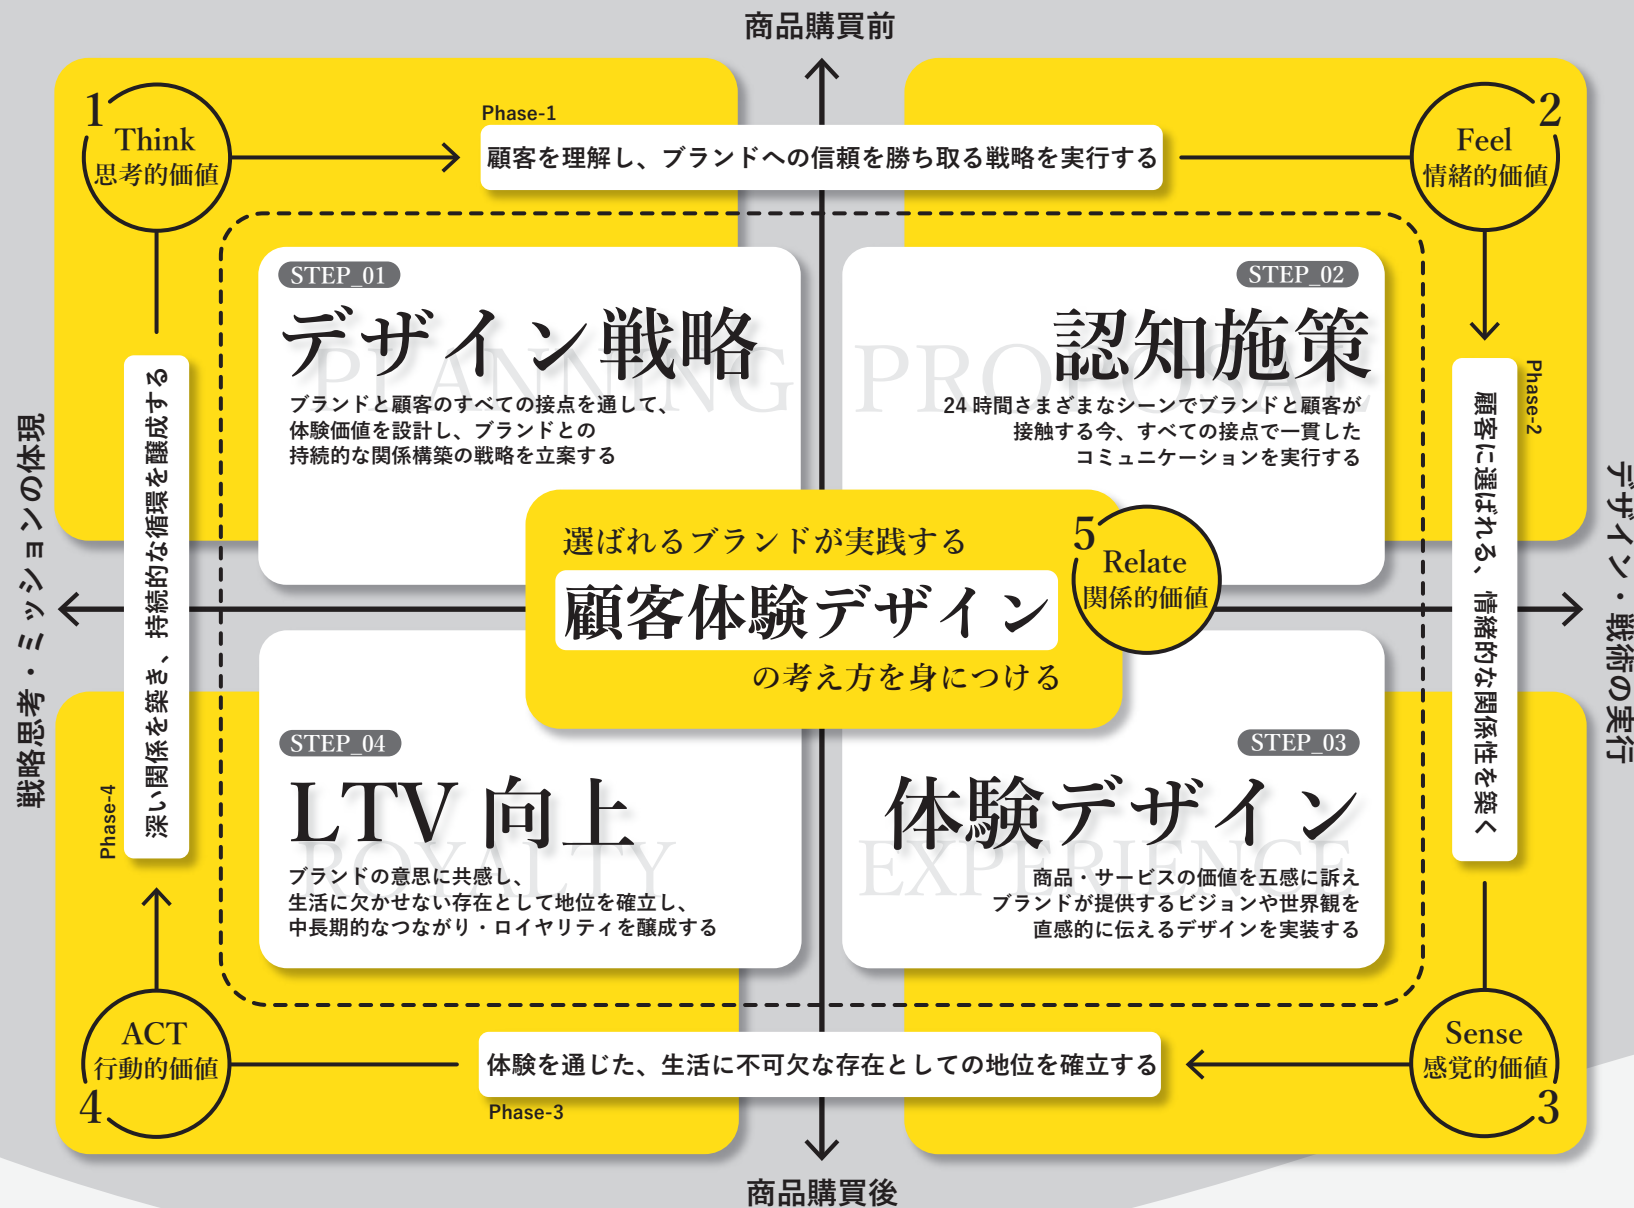 商品購買前
1
Think
思考的価値
Phase-1
顧客を理解し、ブランドへの信頼を勝ち取る戦略を実行する
2
Feel
情緒的価値
STEP_01
デザイン戦略
PLANNING
ブランドと顧客のすべての接点を通して、
体験価値を設計し、ブランドとの
持続的な関係構築の戦略を立案する
STEP_02
認知施策
PROPOSAL
24時間さまざまなシーンでブランドと顧客が
接触する今、すべての接点で一貫した
コミュニケーションを実行する
Phase-2
顧客に選ばれる、情緒的な関係性を築く
戦略思考・ミッションの体現
デザイン・戦術の実行
選ばれるブランドが実践する
顧客体験デザイン
の考え方を身につける
5
Relate
関係的価値
Phase-4
深い関係を築き、持続的な循環を醸成する
STEP_04
LTV向上
ROYALTY
ブランドの意思に共感し、
生活に欠かせない存在として地位を確立し、
中長期的なつながり・ロイヤリティを醸成する
STEP_03
体験デザイン
EXPERIENCE
商品・サービスの価値を五感に訴え
ブランドが提供するビジョンや世界観を
直感的に伝えるデザインを実装する
ACT
行動的価値
4
体験を通じた、生活に不可欠な存在としての地位を確立する
Phase-3
Sense
感覚的価値
3
商品購買後